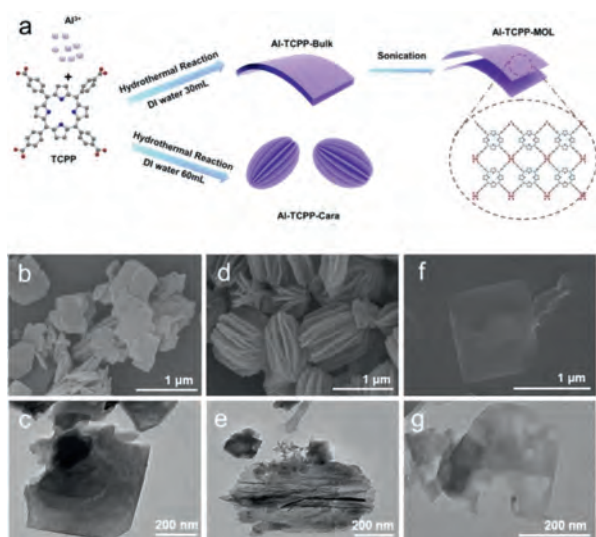 a
Al³⁺
+
TCPP
Hydrothermal Reaction
DI water 30mL
Hydrothermal Reaction
DI water 60mL
Al-TCPP-Bulk
Sonication
Al-TCPP-MOL
Al-TCPP-Cara
b
1 μm
d
1 μm
f
1 μm
c
200 nm
e
200 nm
g
200 nm